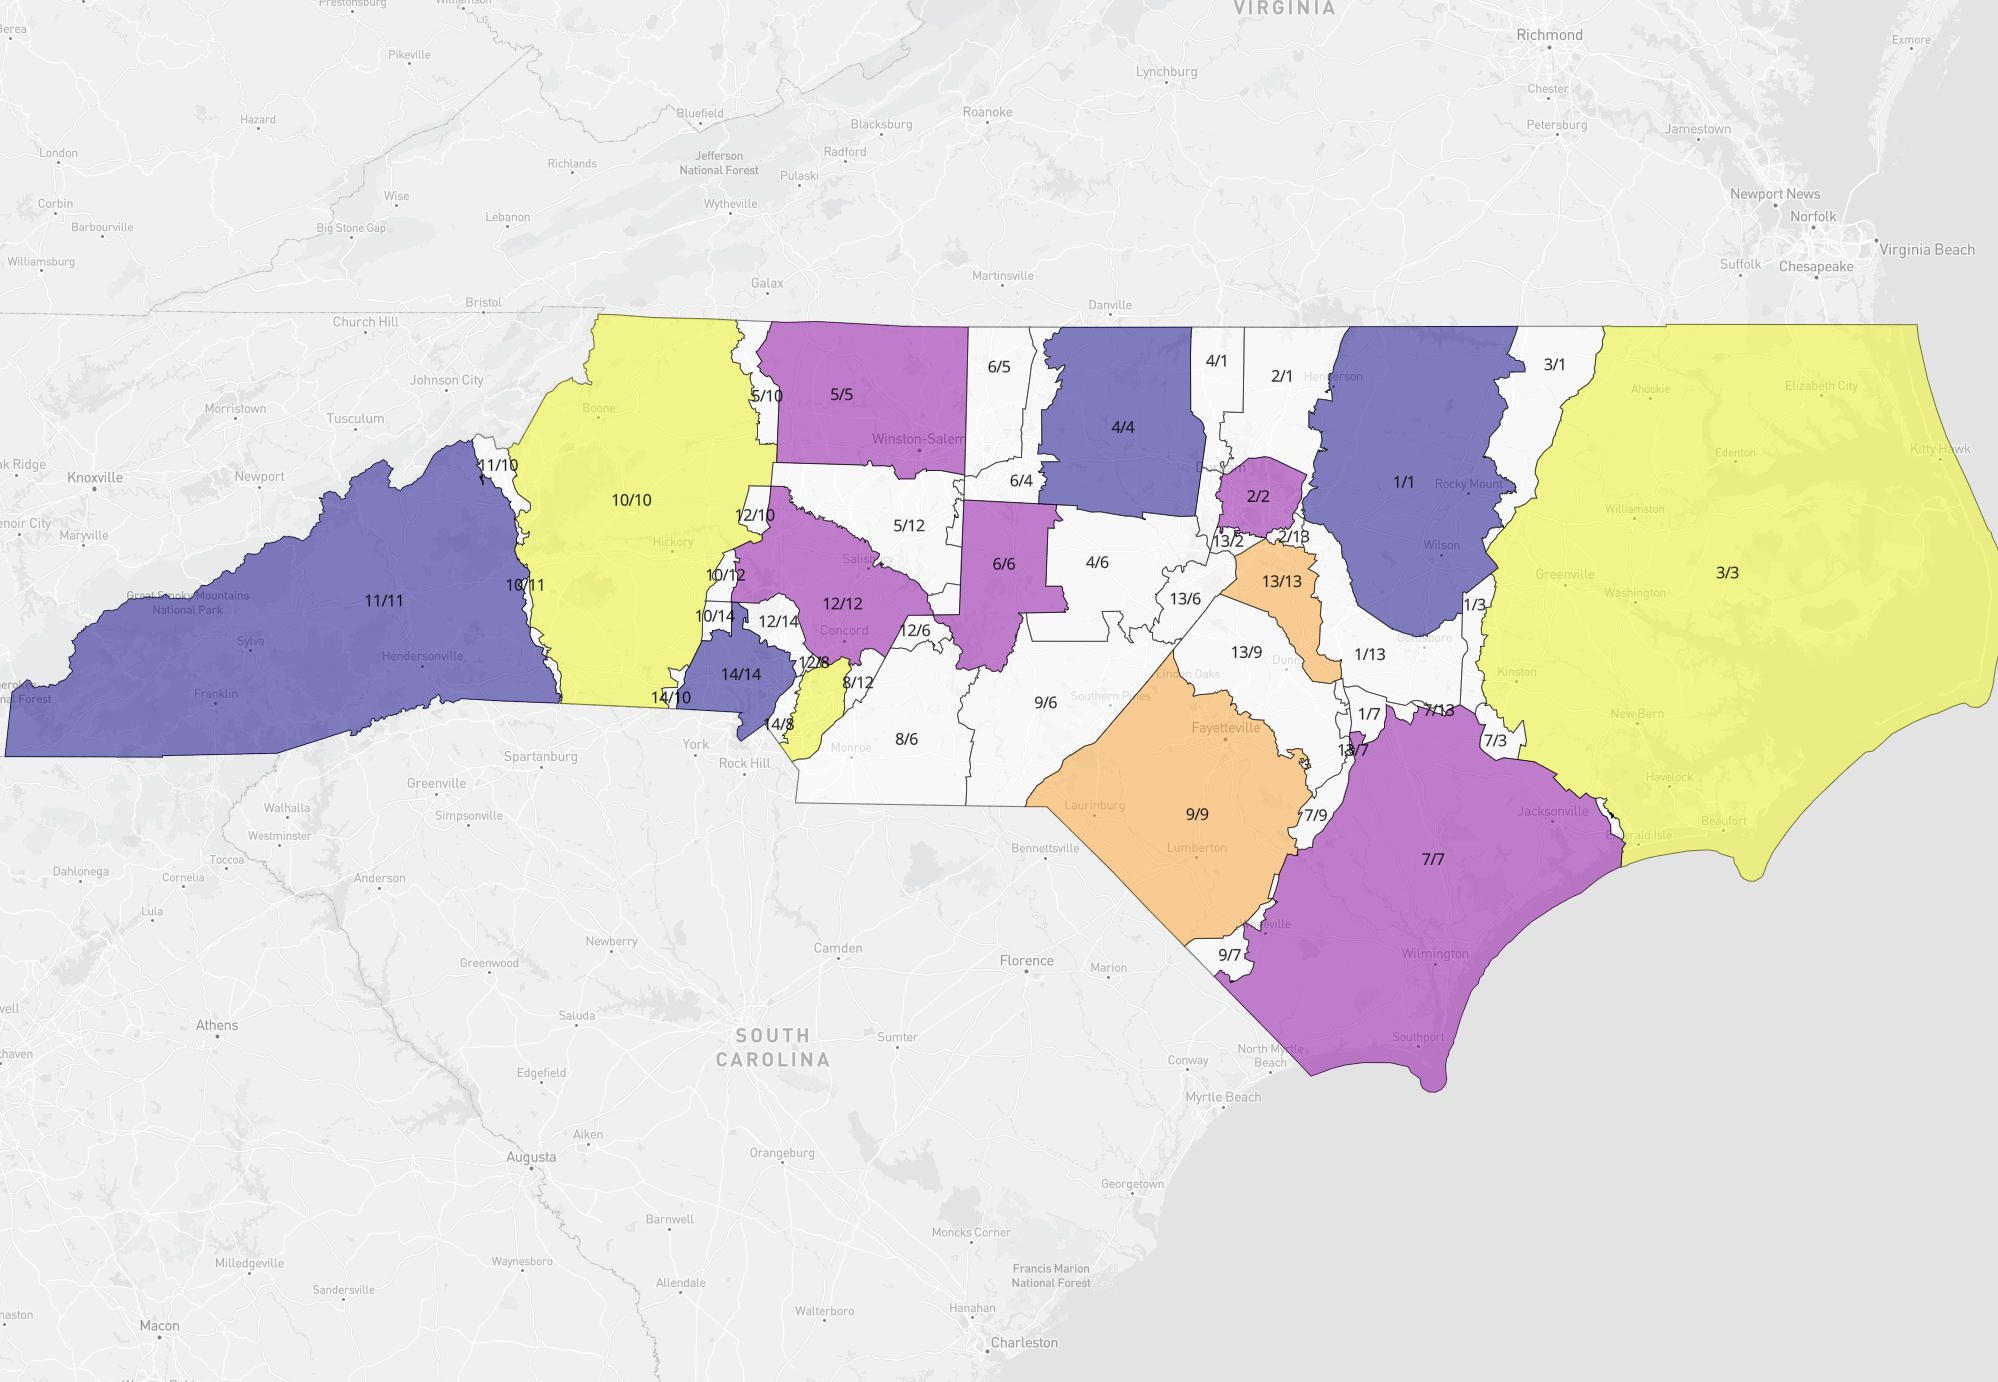 VIRGINIA
Prestonsburg
Williamson
Berea
Pikeville
Richmond
Exmore
Lynchburg
Chester
Hazard
Bluefield
Roanoke
Blacksburg
Petersburg
Jamestown
London
Richlands
Jefferson
National Forest
Radford
Pulaski
Wise
Corbin
Wytheville
Newport News
Lebanon
Norfolk
Barbourville
Big Stone Gap
Virginia Beach
Williamsburg
Suffolk
Chesapeake
Galax
Martinsville
Bristol
Danville
Church Hill
6/5
4/1
3/1
2/1
Henderson
Johnson City
5/10
5/5
Ahoskie
Elizabeth City
Morristown
Boone
Tusculum
4/4
Winston-Salem
Kitty Hawk
Edenton
ak Ridge
Knoxville
Newport
11/10
6/4
Durham
1/1
Rocky Mount
10/10
2/2
12/10
5/12
Williamston
enoir City
Maryville
Hickory
13/2
2/13
Wilson
Salisbury
4/6
6/6
10/11
10/12
13/13
3/3
Greenville
Washington
Great Smoky Mountains
National Park
11/11
12/12
13/6
1/3
10/14
12/14
Concord
12/6
Sylva
Goldsboro
Hendersonville
12/8
13/9
Dunn
1/13
14/14
8/12
Linden Oaks
Kinston
Franklin
14/10
Southern Pines
9/6
14/8
1/7
7/13
New Bern
8/6
Monroe
Fayetteville
7/3
York
Rock Hill
13/7
Spartanburg
Havelock
Greenville
Walhalla
Simpsonville
Laurinburg
9/9
7/9
Jacksonville
Beaufort
Westminster
Emerald Isle
Bennettsville
Lumberton
7/7
Toccoa
Dahlonega
Cornelia
Anderson
Lula
Newberry
Camden
9/7
Wilmington
Greenwood
Florence
Marion
Saluda
Athens
SOUTH
CAROLINA
Sumter
Southport
North Myrtle
Beach
Conway
Edgefield
Myrtle Beach
Aiken
Orangeburg
Augusta
Georgetown
Barnwell
Moncks Corner
Milledgeville
Waynesboro
Francis Marion
National Forest
Sandersville
Allendale
Walterboro
Hanahan
Macon
Charleston